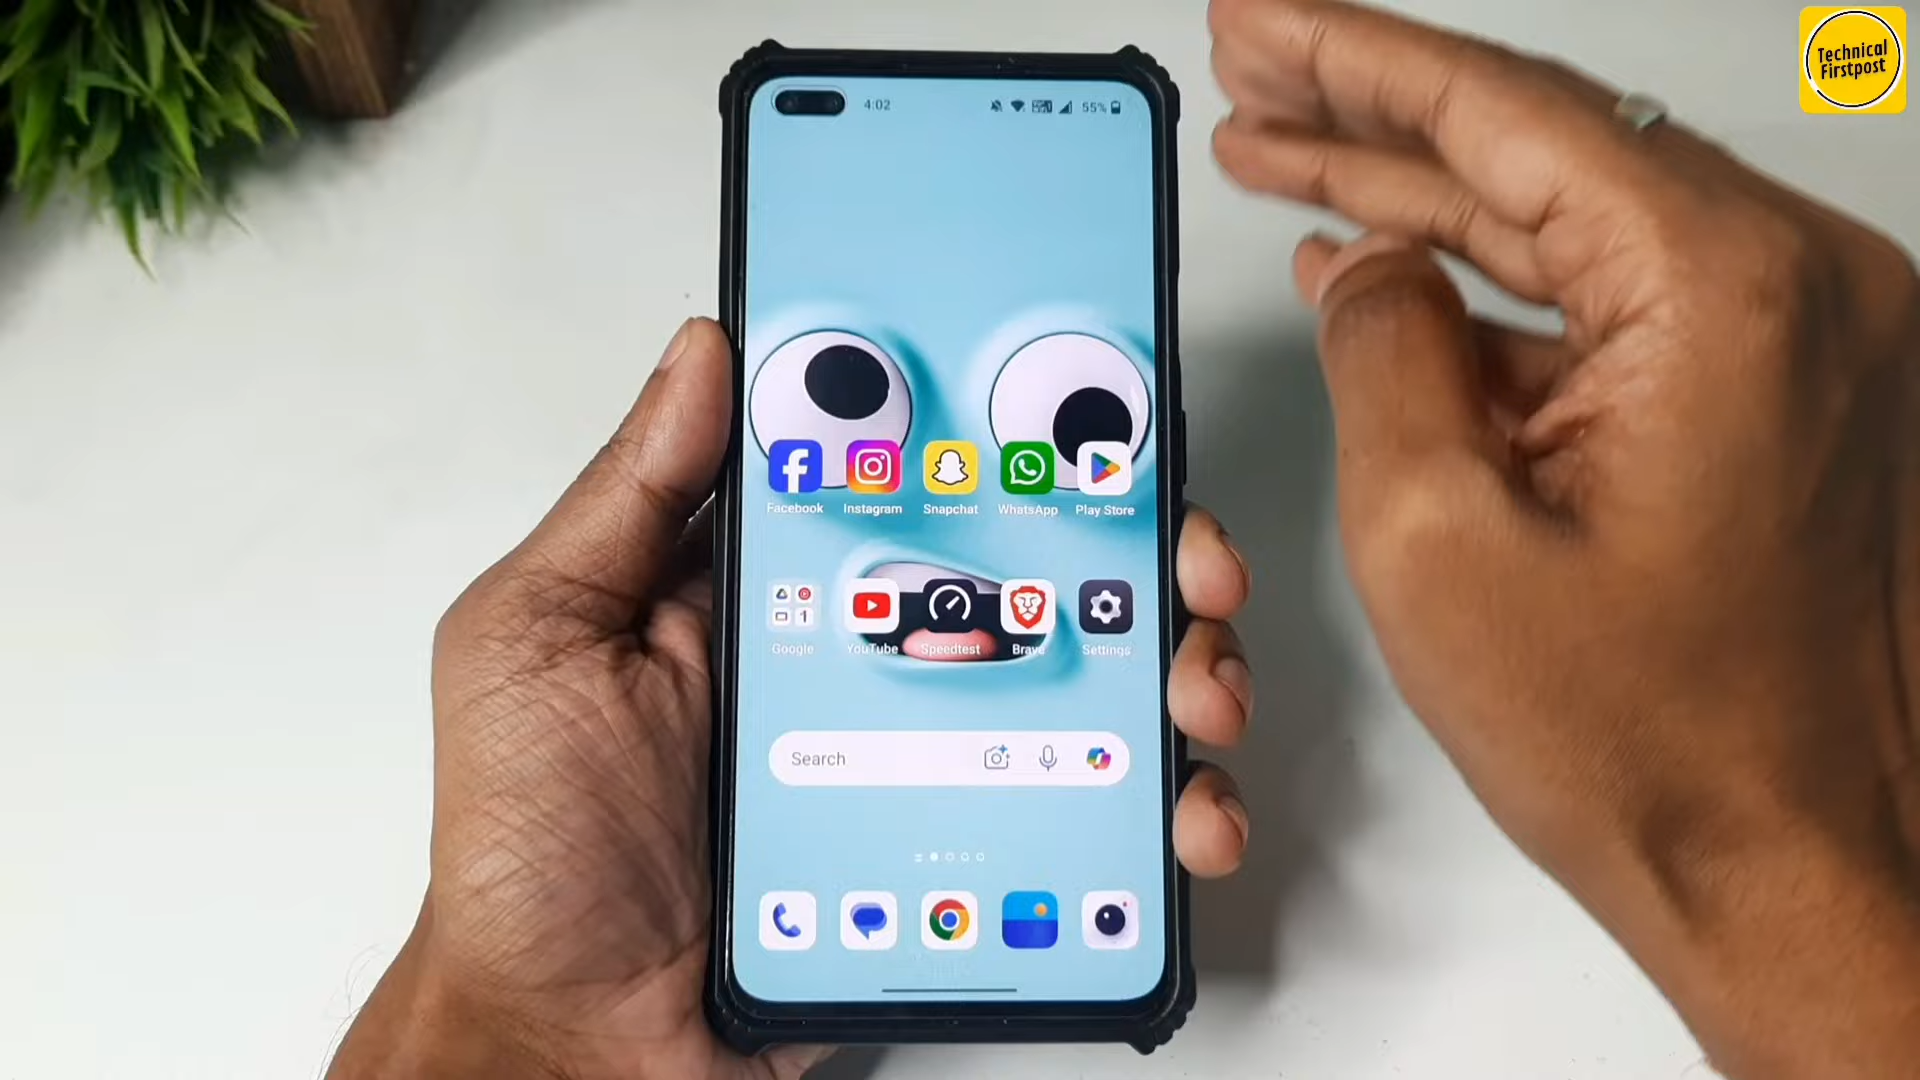 Technical
Firstpost
4:02
55%
Facebook Instagram Snapchat WhatsApp Play Store
Google YouTube Speedtest Brave Settings
Search